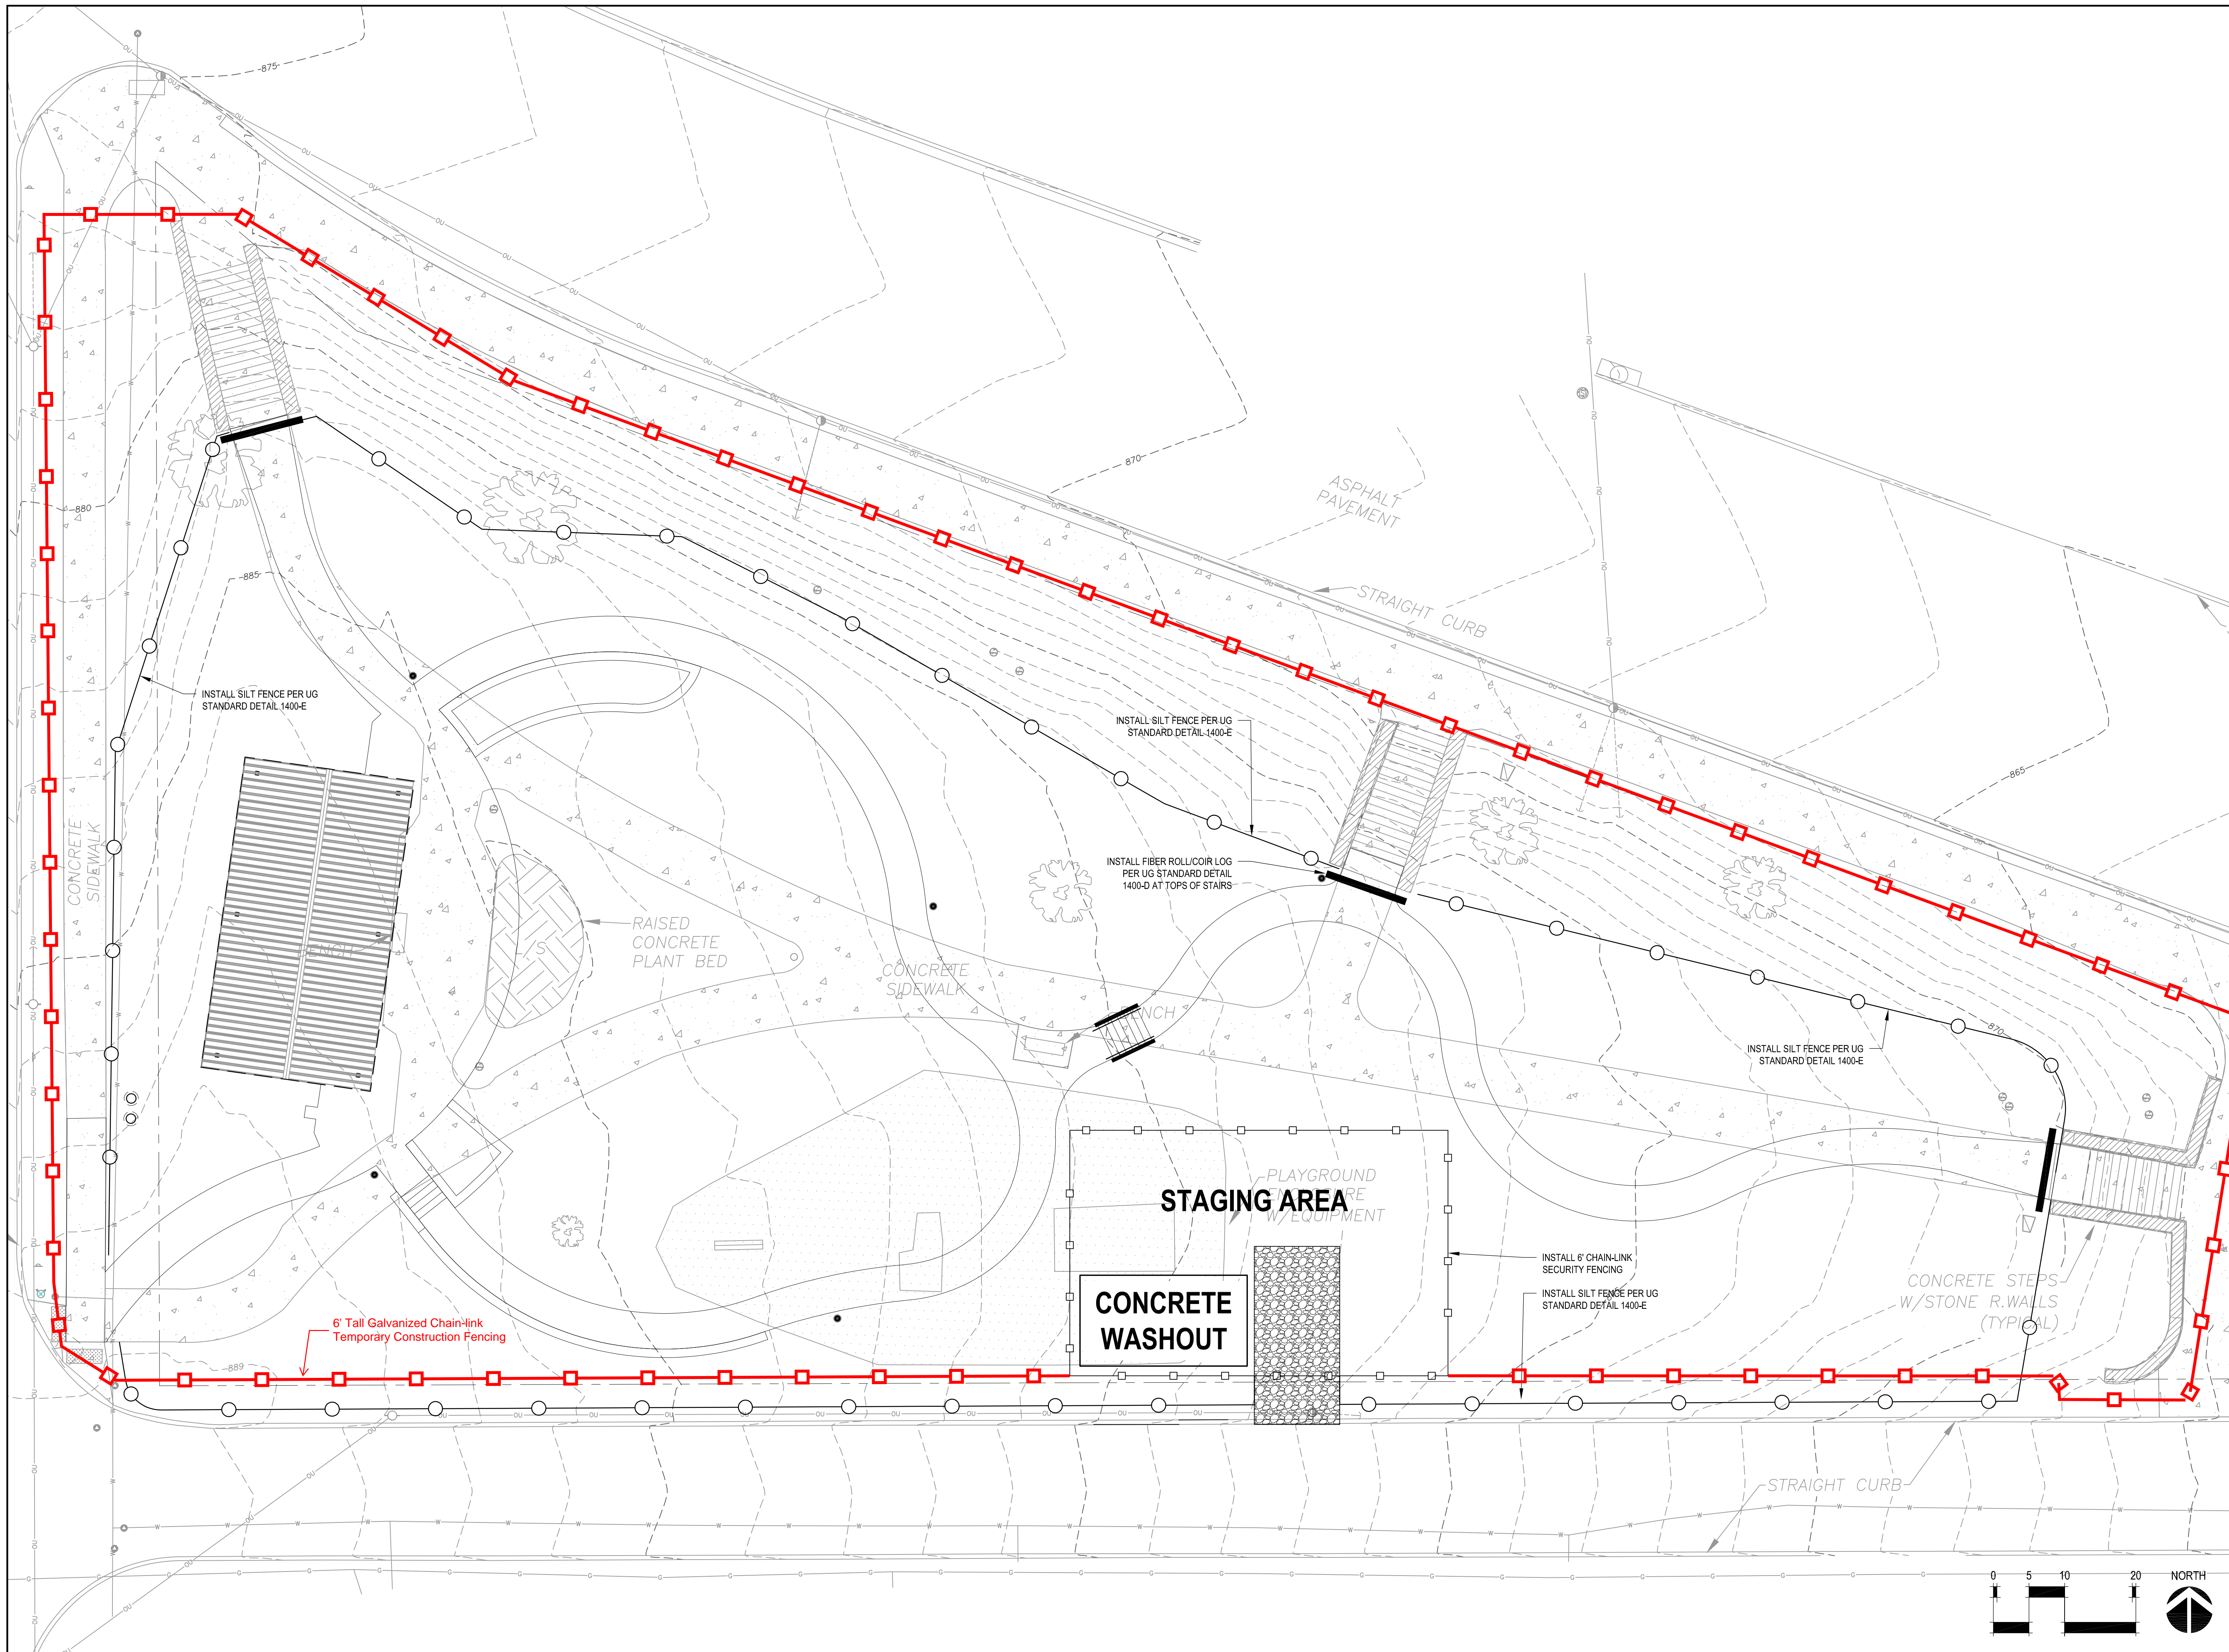 875
880
885
INSTALL SILT FENCE PER UG
STANDARD DETAIL 1400-E
CONCRETE
SIDEWALK
BENCH
RAISED
CONCRETE
PLANT BED
CONCRETE
SIDEWALK
BENCH
870
ASPHALT
PAVEMENT
STRAIGHT CURB
INSTALL SILT FENCE PER UG
STANDARD DETAIL 1400-E
INSTALL FIBER ROLL/COIR LOG
PER UG STANDARD DETAIL
1400-D AT TOPS OF STAIRS
865
870
INSTALL SILT FENCE PER UG
STANDARD DETAIL 1400-E
PLAYGROUND
W/EQUIPMENT
STAGING AREA
CONCRETE
WASHOUT
INSTALL 6' CHAIN-LINK
SECURITY FENCING
INSTALL SILT FENCE PER UG
STANDARD DETAIL 1400-E
CONCRETE STEPS
W/STONE R.WALLS
(TYPICAL)
6' Tall Galvanized Chain-link
Temporary Construction Fencing
889
STRAIGHT CURB
0 5 10 20
NORTH